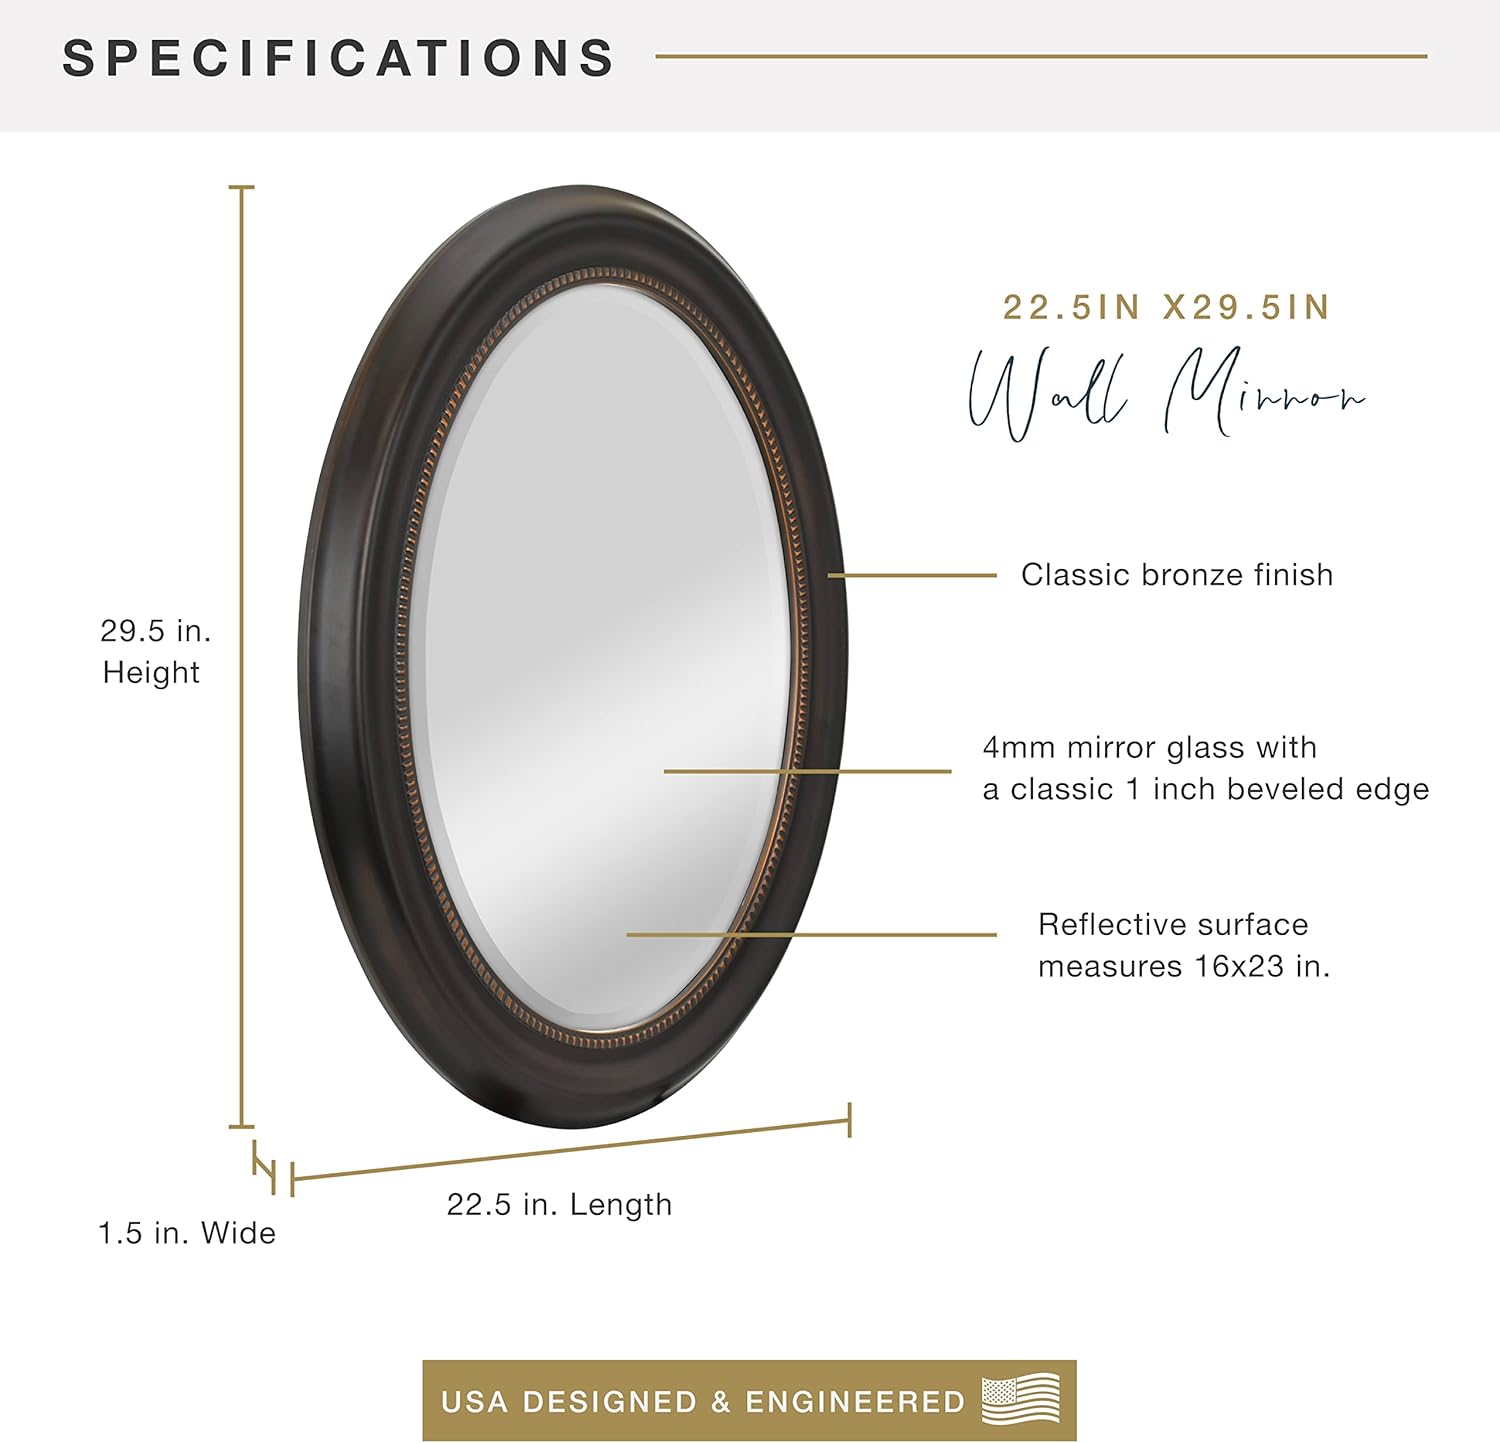 SPECIFICATIONS
22.5IN X29.5IN
Wall Mirror
Classic bronze finish
29.5 in.
Height
4mm mirror glass with
a classic 1 inch beveled edge
Reflective surface
measures 16x23 in.
22.5 in. Length
1.5 in. Wide
USA DESIGNED & ENGINEERED